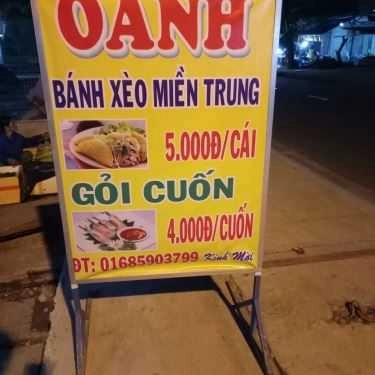 OANH
BÁNH XÈO MIỀN TRUNG
5.000Đ/CÁI
GỎI CUỐN
4.000Đ/CUỐN
ĐT: 01685903799 Kính Mời